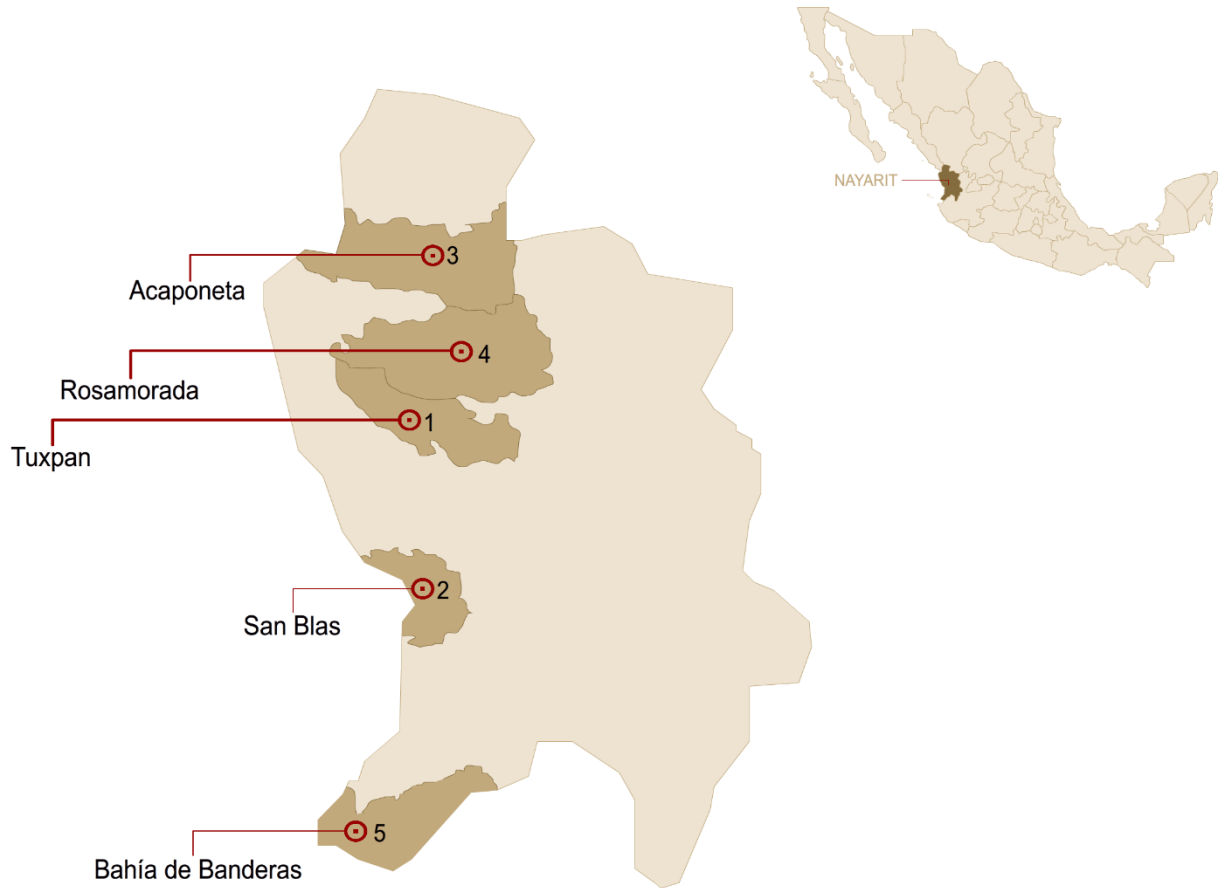 NAYARIT
3
Acaponeta
4
Rosamorada
1
Tuxpan
2
San Blas
5
Bahía de Banderas